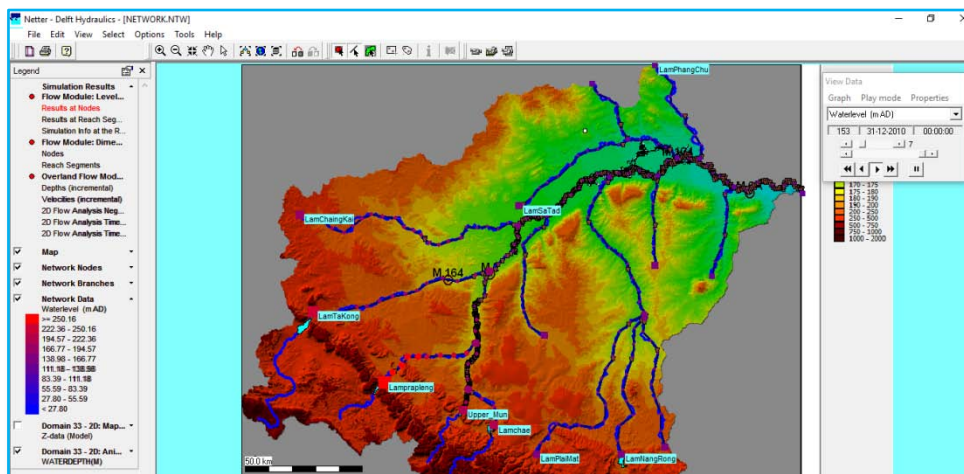 Netter - Delft Hydraulics - [NETWORK.NTW]
File Edit View Select Options Tools Help
Legend
Simulation Results
Flow Module: Level...
Results at Nodes
Results at Reach Seg...
Simulation Info at the R...
Flow Module: Dime...
Nodes
Reach Segments
Overland Flow Mod...
Depths (incremental)
Velocities (incremental)
2D Flow Analysis Neg...
2D Flow Analysis Time...
2D Flow Analysis Time...
Map
Network Nodes
Network Branches
Network Data
Waterlevel (m AD)
>= 250.16
222.36 - 250.16
194.57 - 222.36
166.77 - 194.57
138.98 - 166.77
111.18 - 138.98
83.39 - 111.18
55.59 - 83.39
27.80 - 55.59
< 27.80
Domain 33 - 2D: Map...
Z-data (Model)
Domain 33 - 2D: Ani...
WATERDEPTH(M)
LamPhangChu
LamSaTad
LamChaingKai
M 164
LamTaKong
Lamprapleng
Upper_Mun
Lamchae
LamPlaiMat
LamNangRong
50.0 km
View Data
Graph Play mode Properties
Waterlevel (m AD)
153 31-12-2010 00:00:00
7
170 - 175
175 - 180
180 - 190
190 - 200
200 - 250
250 - 500
500 - 750
750 - 1000
1000 - 2000